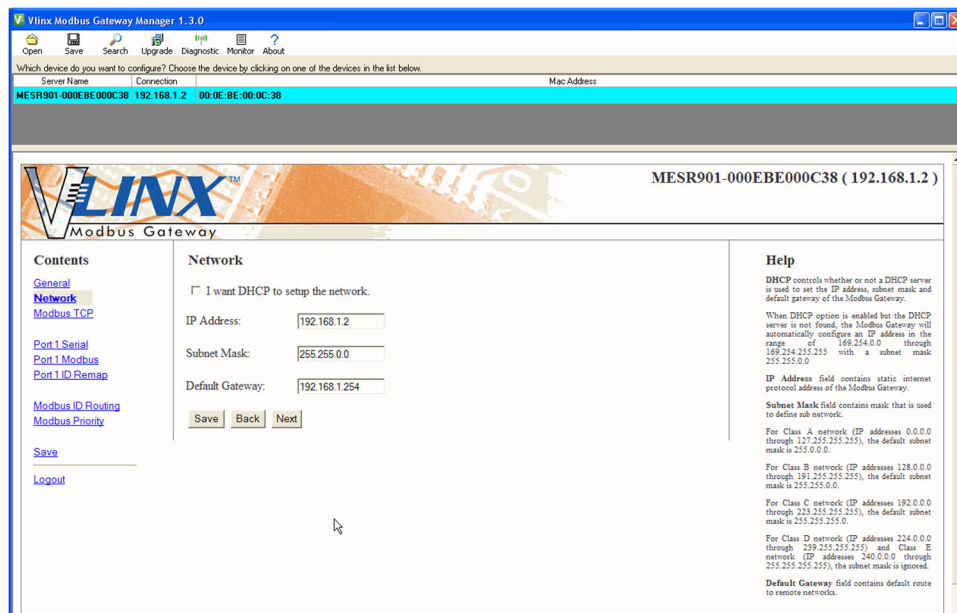 Vlinx Modbus Gateway Manager 1.3.0
Open Save Search Upgrade Diagnostic Monitor About
Which device do you want to configure? Choose the device by clicking on one of the devices in the list below.
Server Name Connection Mac Address
MESR901-000EBE000C38 192.168.1.2 00:0E:BE:00:0C:38
VLINX TM
Modbus Gateway
MESR901-000EBE000C38 ( 192.168.1.2 )
Contents
General
Network
Modbus TCP
Port 1 Serial
Port 1 Modbus
Port 1 ID Remap
Modbus ID Routing
Modbus Priority
Save
Logout
Network
I want DHCP to setup the network.
IP Address: 192.168.1.2
Subnet Mask: 255.255.0.0
Default Gateway: 192.168.1.254
Save Back Next
Help
DHCP controls whether or not a DHCP server
is used to set the IP address, subnet mask and
default gateway of the Modbus Gateway.
When DHCP option is enabled but the DHCP
server is not found, the Modbus Gateway will
automatically configure an IP address in the
range of 169.254.0.0 through
169.254.255.255 with a subnet mask
255.255.0.0
IP Address field contains static internet
protocol address of the Modbus Gateway.
Subnet Mask field contains mask that is used
to define sub network.
For Class A network (IP addresses 0.0.0.0
through 127.255.255.255), the default subnet
mask is 255.0.0.0.
For Class B network (IP addresses 128.0.0.0
through 191.255.255.255), the default subnet
mask is 255.255.0.0.
For Class C network (IP addresses 192.0.0.0
through 223.255.255.255), the default subnet
mask is 255.255.255.0.
For Class D network (IP addresses 224.0.0.0
through 239.255.255.255) and Class E
network (IP addresses 240.0.0.0 through
255.255.255.255), the subnet mask is ignored.
Default Gateway field contains default route
to remote networks.